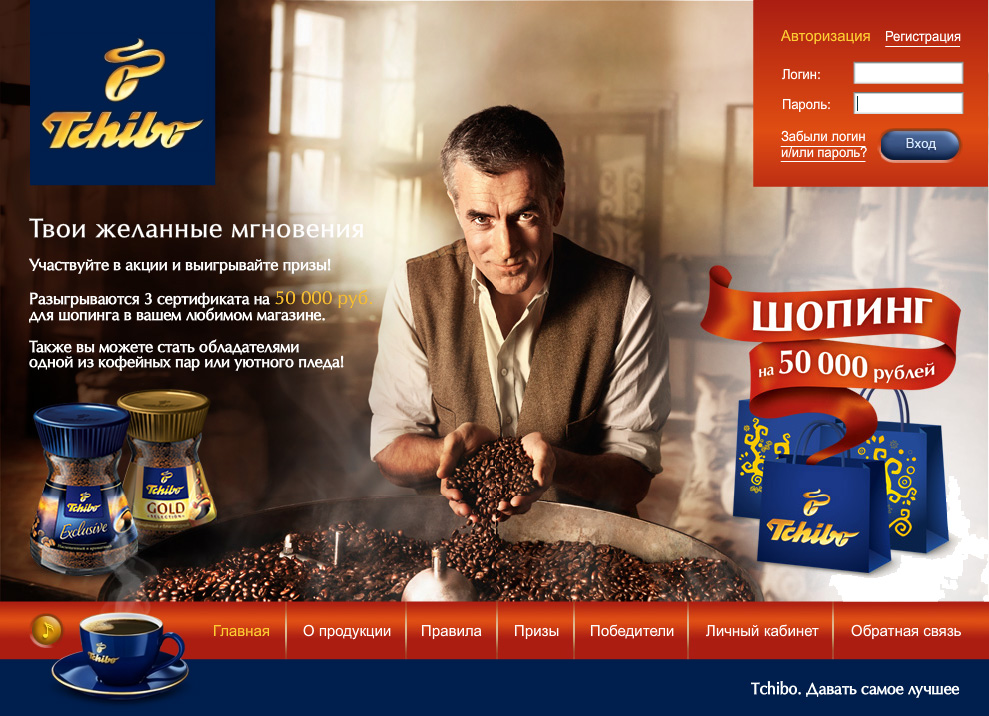 Tchibo
Авторизация
Регистрация
Логин:
Пароль:
Забыли логин
и/или пароль?
Вход
Твои желанные мгновения
Участвуйте в акции и выигрывайте призы!
Разыгрываются 3 сертификата на 50 000 руб.
для шопинга в вашем любимом магазине.
Также вы можете стать обладателями
одной из кофейных пар или уютного пледа!
ШОПИНГ
на 50 000 рублей
Tchibo
Exclusive
Tchibo
GOLD
SELECTION
Tchibo
Tchibo
Главная
О продукции
Правила
Призы
Победители
Личный кабинет
Обратная связь
Tchibo. Давать самое лучшее